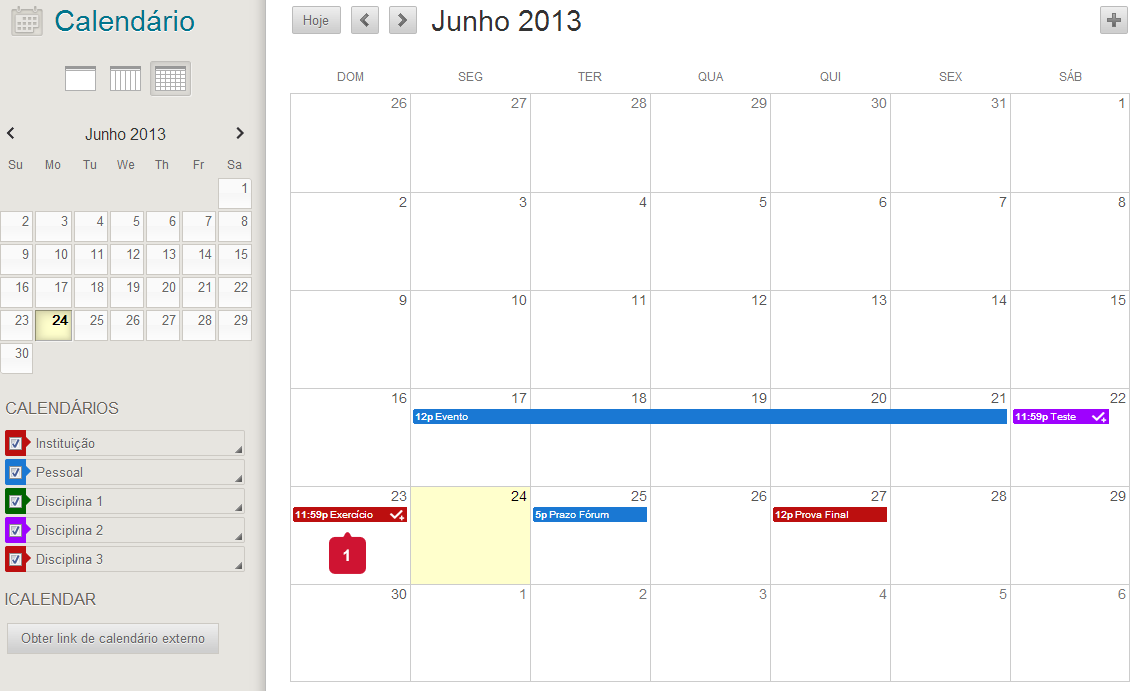 Calendário
Junho 2013
Su Mo Tu We Th Fr Sa
1
2 3 4 5 6 7 8
9 10 11 12 13 14 15
16 17 18 19 20 21 22
23 24 25 26 27 28 29
30
CALENDÁRIOS
Instituição
Pessoal
Disciplina 1
Disciplina 2
Disciplina 3
ICALENDAR
Obter link de calendário externo
Hoje Junho 2013
DOM SEG TER QUA QUI SEX SÁB
26 27 28 29 30 31 1
2 3 4 5 6 7 8
9 10 11 12 13 14 15
16 17 18 19 20 21 22
12p Evento 11:59p Teste
23 24 25 26 27 28 29
11:59p Exercício 5p Prazo Fórum 12p Prova Final
1
30 1 2 3 4 5 6